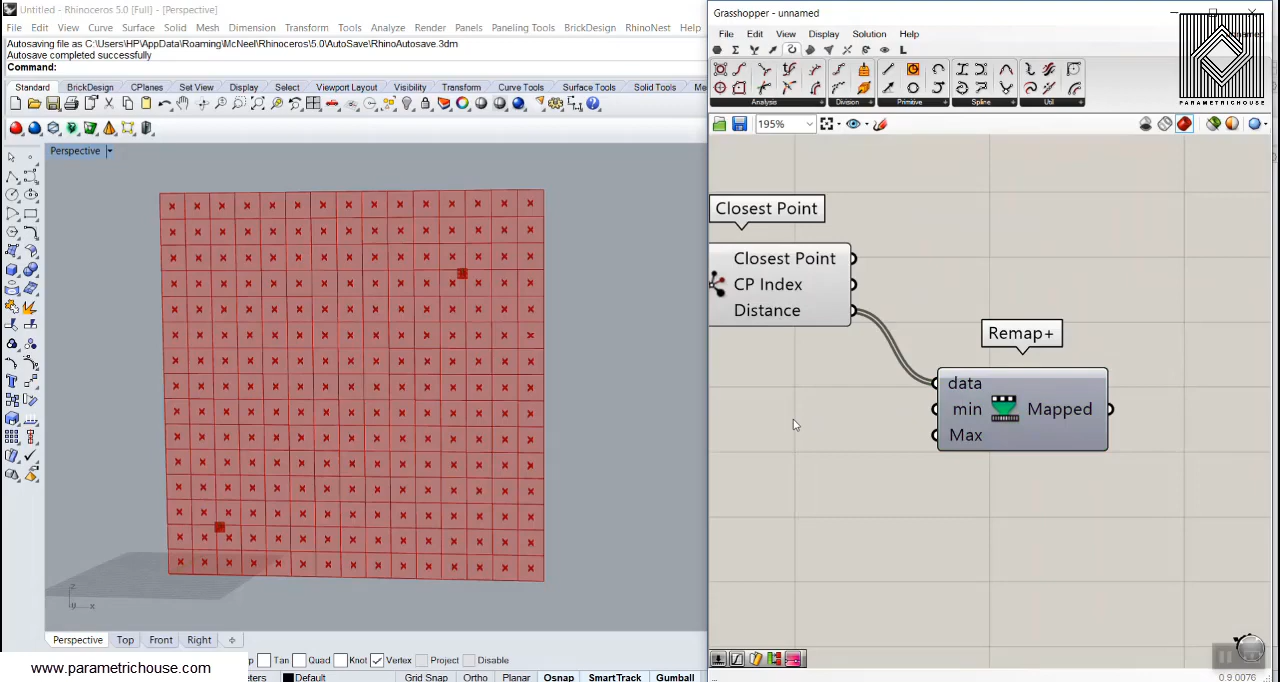 Untitled - Rhinoceros 5.0 [Full] - [Perspective]
File Edit View Curve Surface Solid Mesh Dimension Transform Tools Analyze Render Panels Paneling Tools BrickDesign RhinoNest Help
Autosaving file as C:\Users\HP\AppData\Roaming\McNeel\Rhinoceros\5.0\AutoSave\RhinoAutosave.3dm
Autosave completed successfully
Command:
Standard BrickDesign CPlanes Set View Display Select Viewport Layout Visibility Transform Curve Tools Surface Tools Solid Tools Me
Perspective
z
y x
Perspective Top Front Right
p Tan Quad Knot Vertex Project Disable
eters Default Grid Snap Ortho Planar Osnap SmartTrack Gumball
www.parametrichouse.com
Grasshopper - unnamed
File Edit View Display Solution Help
Analysis Division Primitive Spline Util
PARAMETRICHOUSE
195%
Closest Point
Closest Point
CP Index
Distance
Remap+
data
min Mapped
Max
0.9.0076